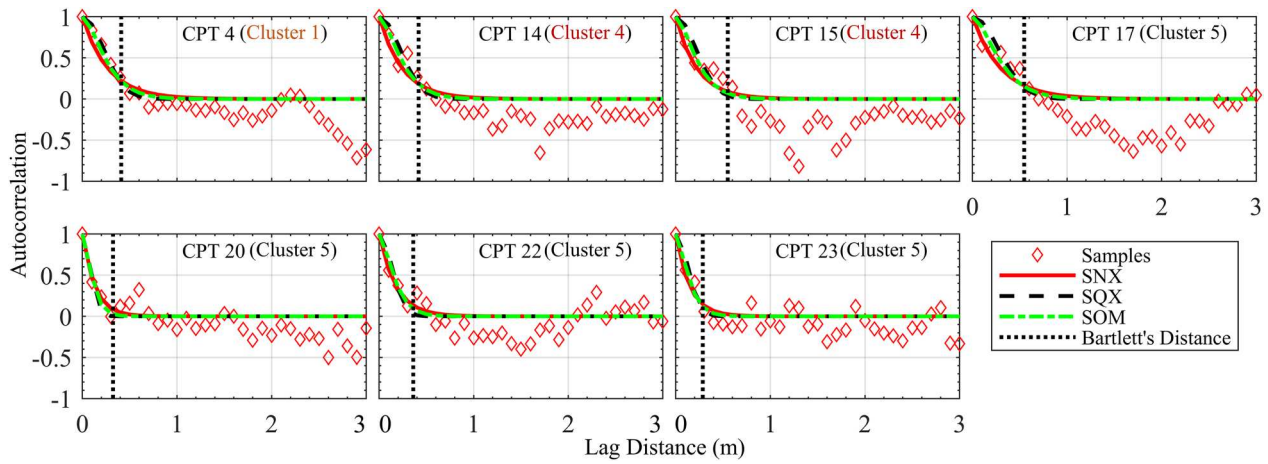 CPT 4 (Cluster 1)
CPT 14 (Cluster 4)
CPT 15 (Cluster 4)
CPT 17 (Cluster 5)
1
0.5
0
-0.5
-1
0 1 2 3
Autocorrelation
CPT 20 (Cluster 5)
CPT 22 (Cluster 5)
CPT 23 (Cluster 5)
1
0.5
0
-0.5
-1
0 1 2 3
0 1 2 3
0 1 2 3
Lag Distance (m)
Samples
SNX
SQX
SOM
Bartlett's Distance